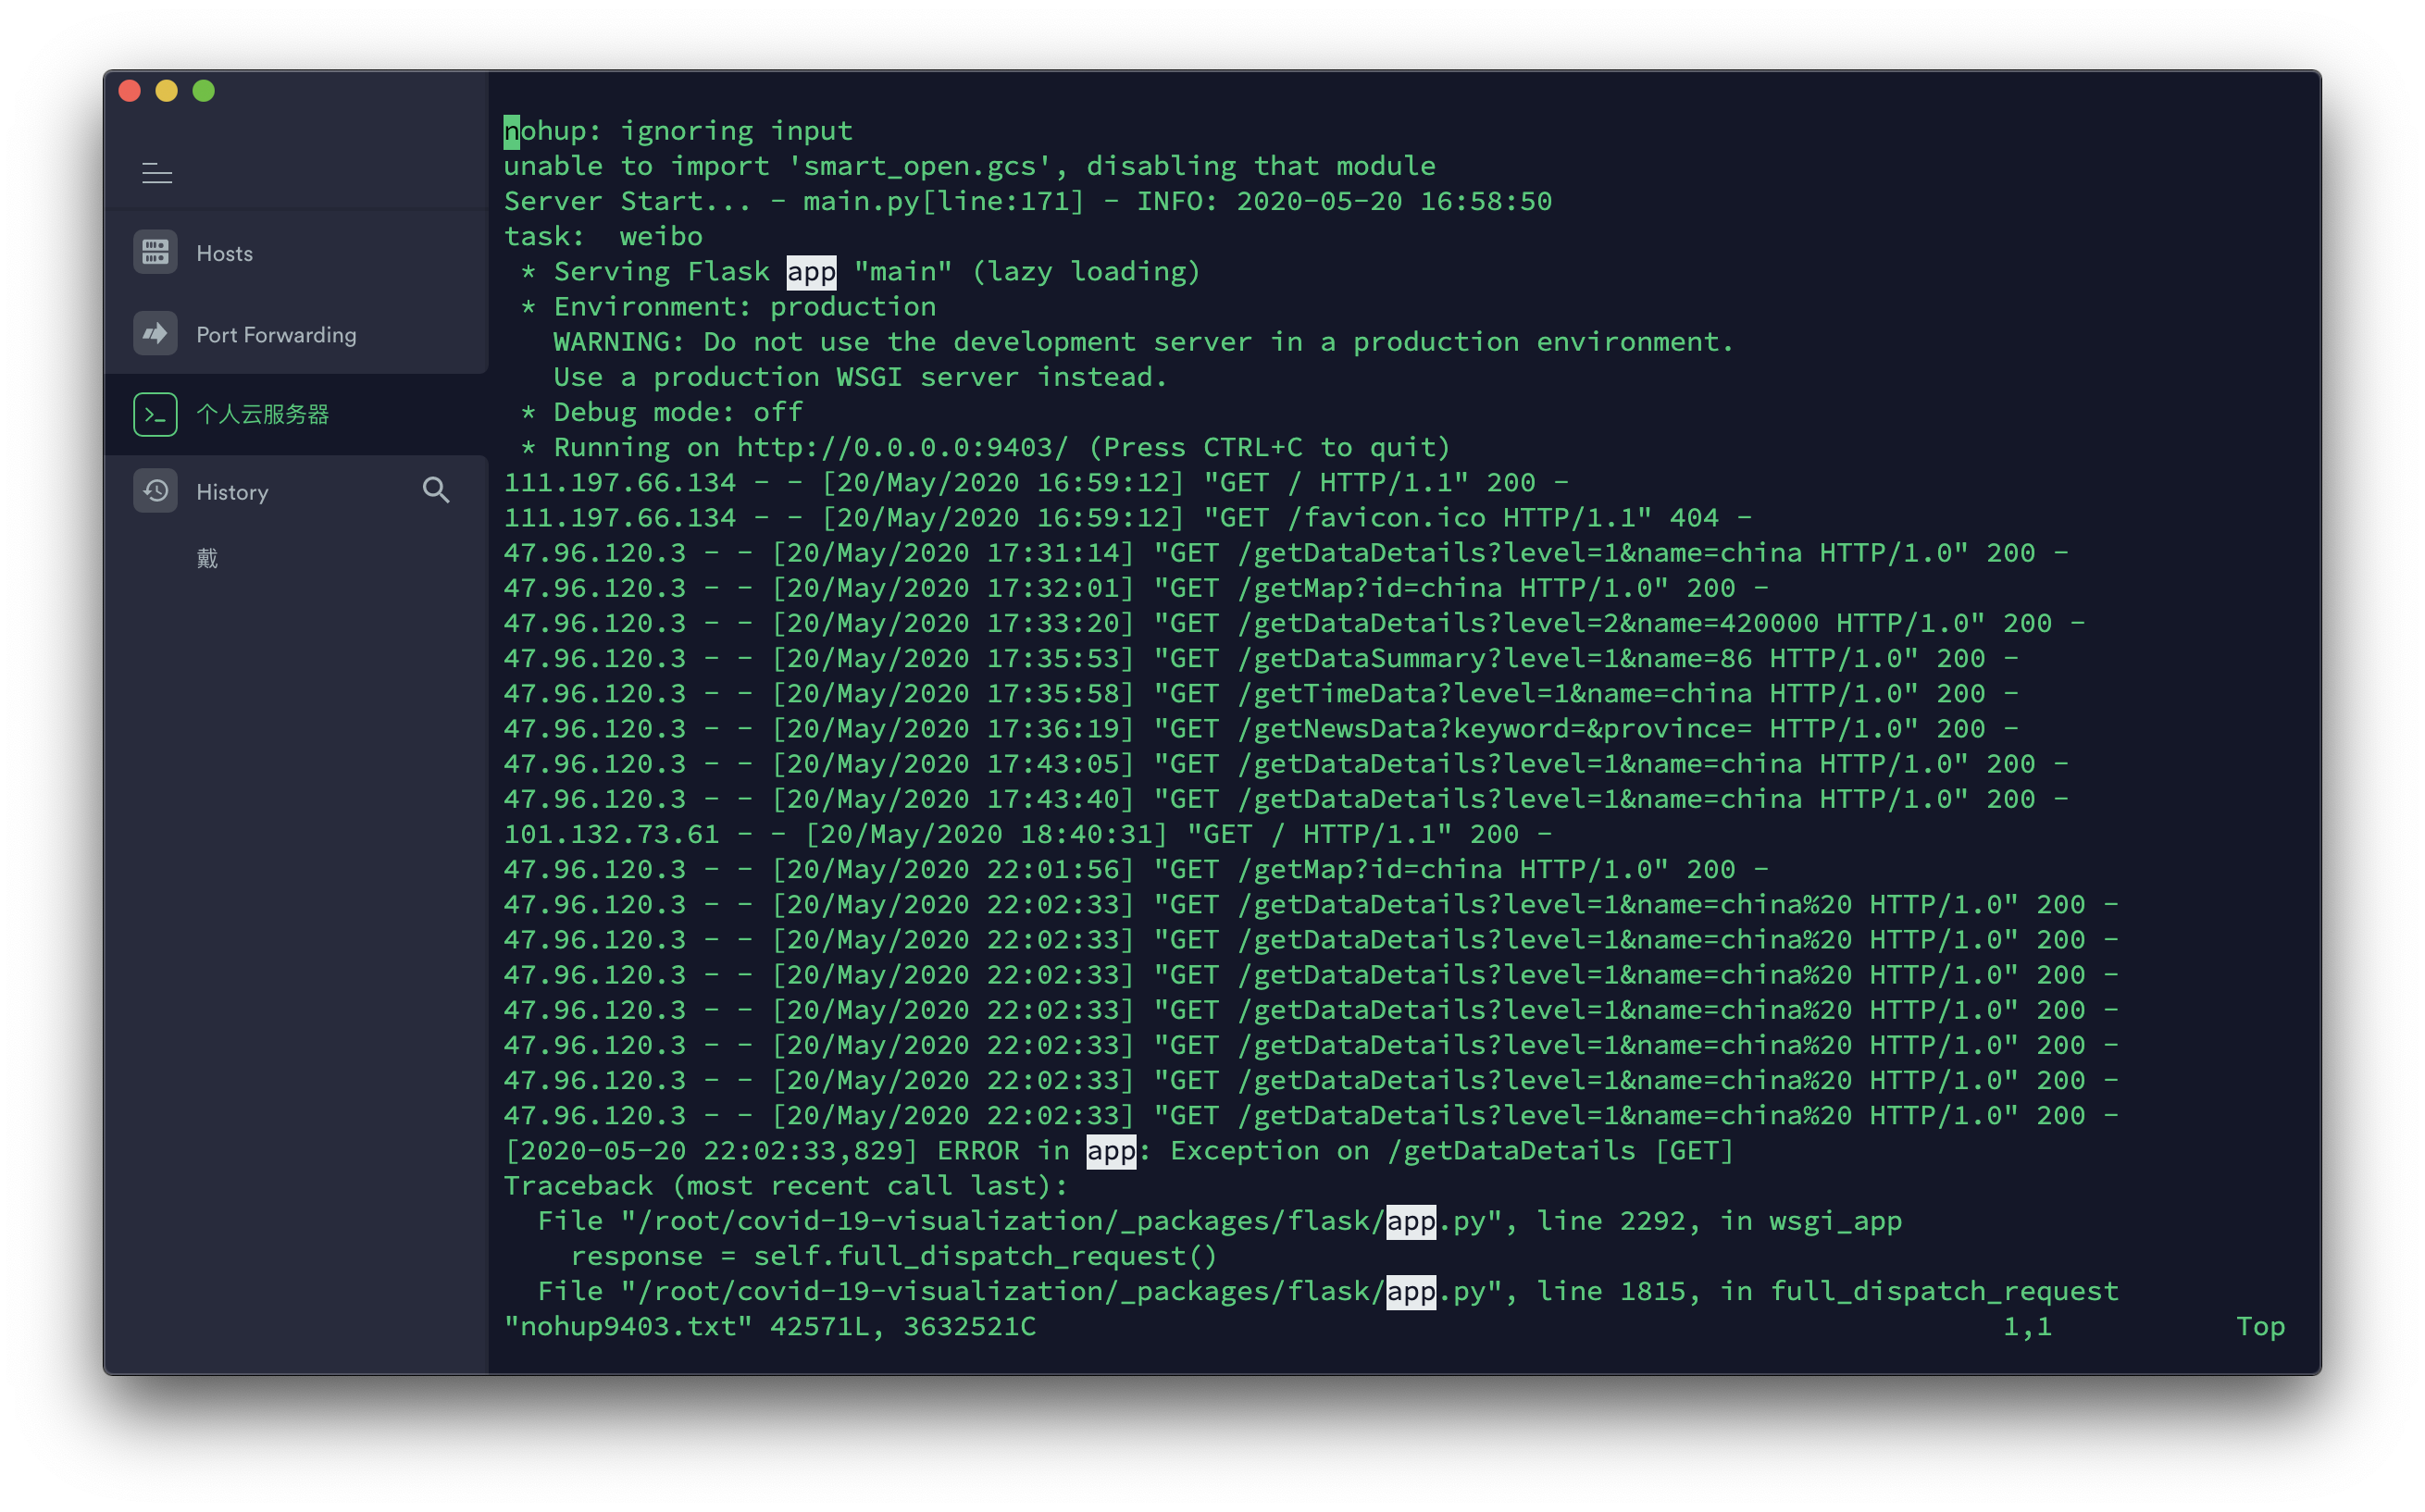 Hosts
Port Forwarding
个人云服务器
History
戴
nohup: ignoring input
unable to import 'smart_open.gcs', disabling that module
Server Start... - main.py[line:171] - INFO: 2020-05-20 16:58:50
task:  weibo
 * Serving Flask app "main" (lazy loading)
 * Environment: production
   WARNING: Do not use the development server in a production environment.
   Use a production WSGI server instead.
 * Debug mode: off
 * Running on http://0.0.0.0:9403/ (Press CTRL+C to quit)
111.197.66.134 - - [20/May/2020 16:59:12] "GET / HTTP/1.1" 200 -
111.197.66.134 - - [20/May/2020 16:59:12] "GET /favicon.ico HTTP/1.1" 404 -
47.96.120.3 - - [20/May/2020 17:31:14] "GET /getDataDetails?level=1&name=china HTTP/1.0" 200 -
47.96.120.3 - - [20/May/2020 17:32:01] "GET /getMap?id=china HTTP/1.0" 200 -
47.96.120.3 - - [20/May/2020 17:33:20] "GET /getDataDetails?level=2&name=420000 HTTP/1.0" 200 -
47.96.120.3 - - [20/May/2020 17:35:53] "GET /getDataSummary?level=1&name=86 HTTP/1.0" 200 -
47.96.120.3 - - [20/May/2020 17:35:58] "GET /getTimeData?level=1&name=china HTTP/1.0" 200 -
47.96.120.3 - - [20/May/2020 17:36:19] "GET /getNewsData?keyword=&province= HTTP/1.0" 200 -
47.96.120.3 - - [20/May/2020 17:43:05] "GET /getDataDetails?level=1&name=china HTTP/1.0" 200 -
47.96.120.3 - - [20/May/2020 17:43:40] "GET /getDataDetails?level=1&name=china HTTP/1.0" 200 -
101.132.73.61 - - [20/May/2020 18:40:31] "GET / HTTP/1.1" 200 -
47.96.120.3 - - [20/May/2020 22:01:56] "GET /getMap?id=china HTTP/1.0" 200 -
47.96.120.3 - - [20/May/2020 22:02:33] "GET /getDataDetails?level=1&name=china%20 HTTP/1.0" 200 -
47.96.120.3 - - [20/May/2020 22:02:33] "GET /getDataDetails?level=1&name=china%20 HTTP/1.0" 200 -
47.96.120.3 - - [20/May/2020 22:02:33] "GET /getDataDetails?level=1&name=china%20 HTTP/1.0" 200 -
47.96.120.3 - - [20/May/2020 22:02:33] "GET /getDataDetails?level=1&name=china%20 HTTP/1.0" 200 -
47.96.120.3 - - [20/May/2020 22:02:33] "GET /getDataDetails?level=1&name=china%20 HTTP/1.0" 200 -
47.96.120.3 - - [20/May/2020 22:02:33] "GET /getDataDetails?level=1&name=china%20 HTTP/1.0" 200 -
47.96.120.3 - - [20/May/2020 22:02:33] "GET /getDataDetails?level=1&name=china%20 HTTP/1.0" 200 -
[2020-05-20 22:02:33,829] ERROR in app: Exception on /getDataDetails [GET]
Traceback (most recent call last):
  File "/root/covid-19-visualization/_packages/flask/app.py", line 2292, in wsgi_app
    response = self.full_dispatch_request()
  File "/root/covid-19-visualization/_packages/flask/app.py", line 1815, in full_dispatch_request
"nohup9403.txt" 42571L, 3632521C 1,1 Top